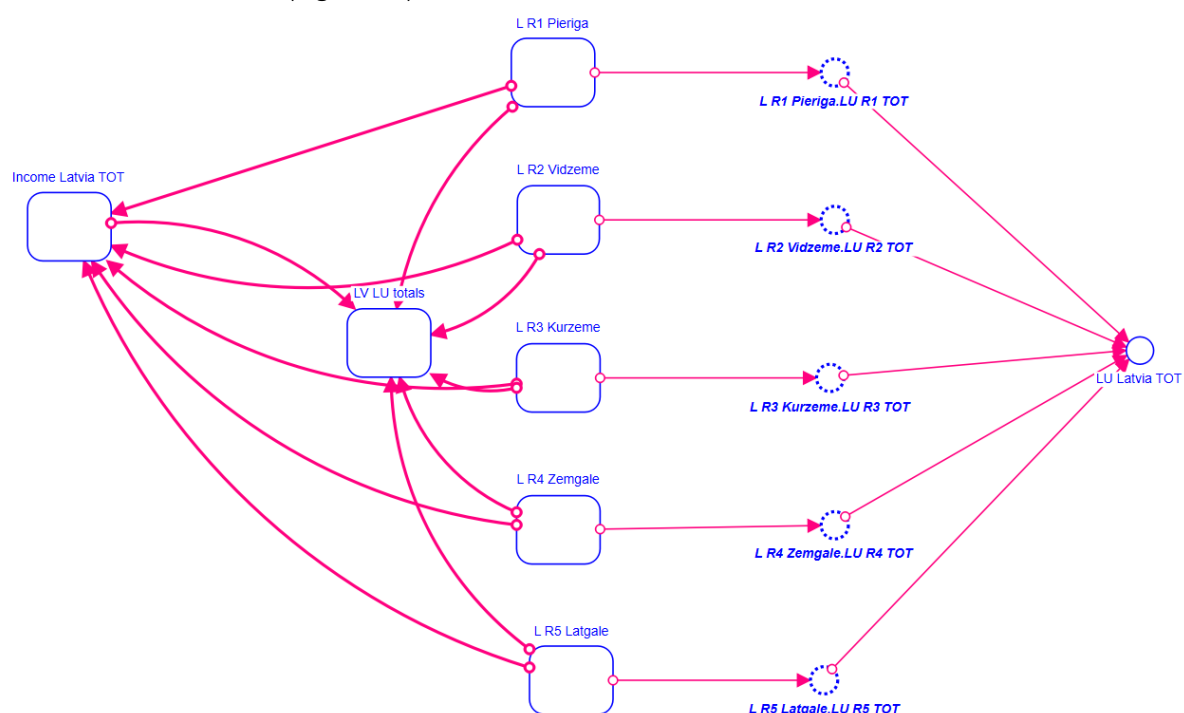 L R1 Pieriga
L R1 Pieriga.LU R1 TOT
Income Latvia TOT
L R2 Vidzeme
L R2 Vidzeme.LU R2 TOT
LV LU totals
L R3 Kurzeme
LU Latvia TOT
L R3 Kurzeme.LU R3 TOT
L R4 Zemgale
L R4 Zemgale.LU R4 TOT
L R5 Latgale
L R5 Latgale.LU R5 TOT